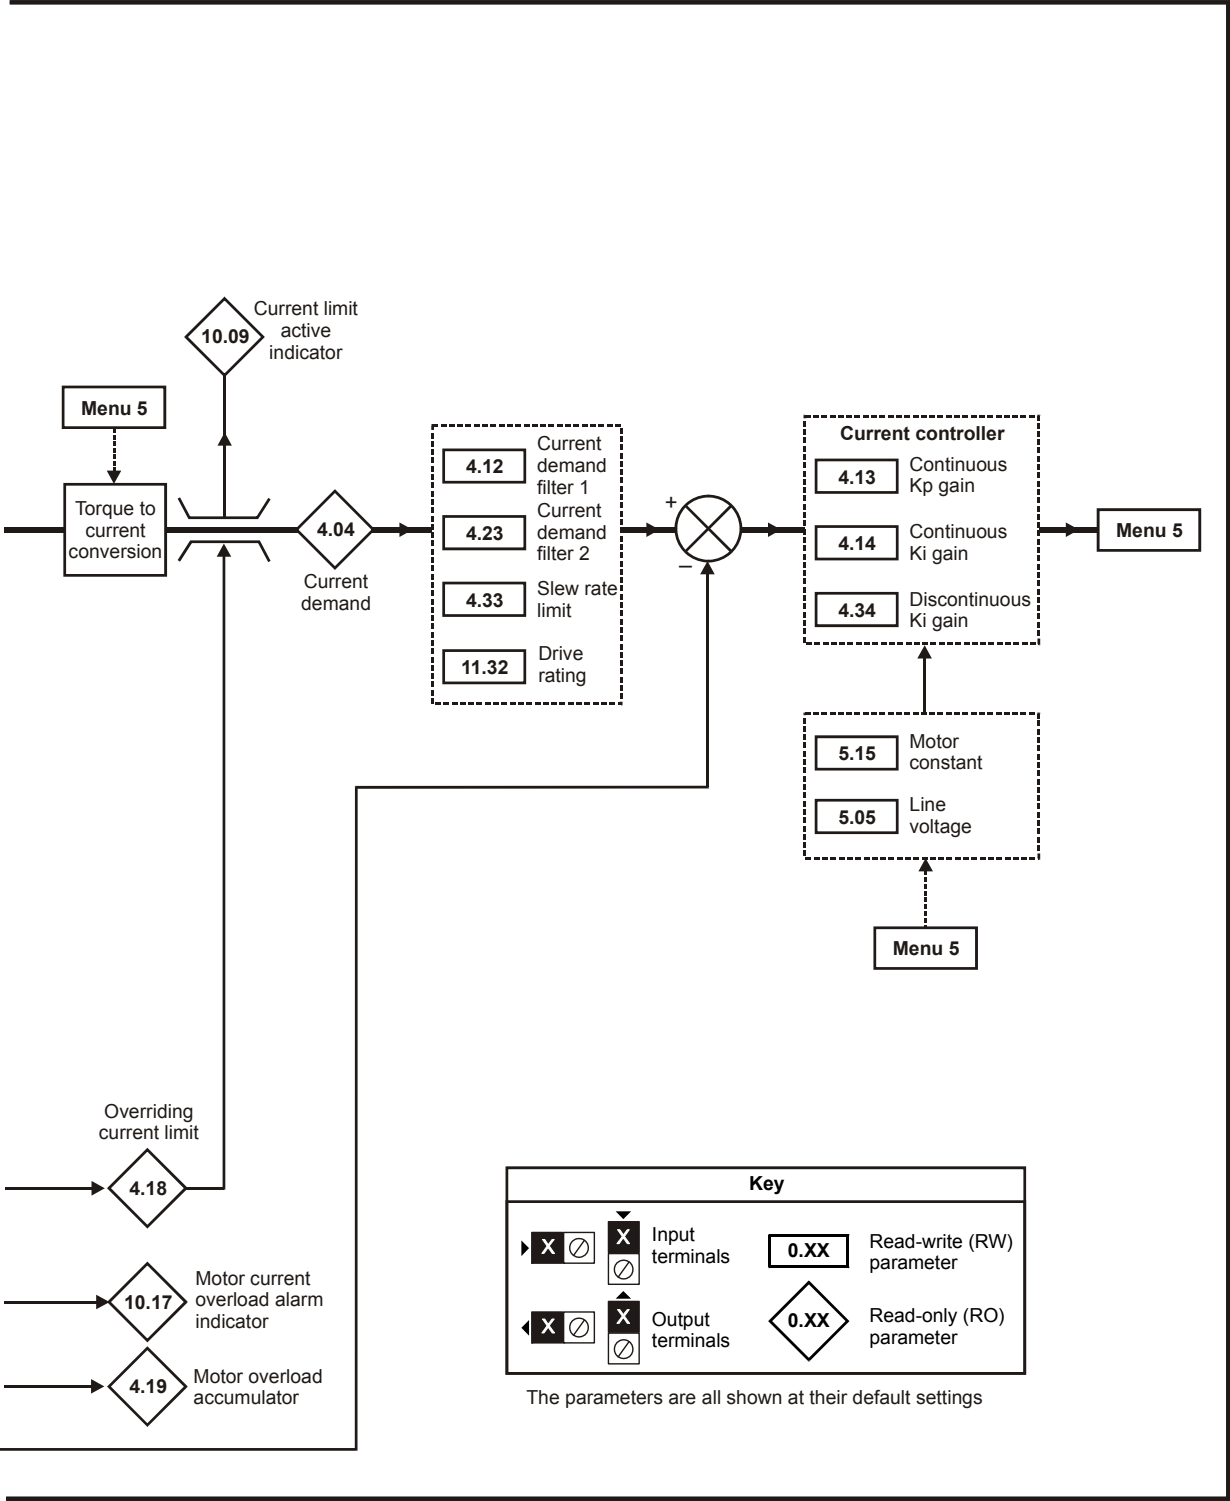 Current limit
active
indicator
10.09
Menu 5
Torque to
current
conversion
4.04
Current
demand
4.12
Current
demand
filter 1
4.23
Current
demand
filter 2
4.33
Slew rate
limit
11.32
Drive
rating
+
−
Current controller
4.13
Continuous
Kp gain
4.14
Continuous
Ki gain
4.34
Discontinuous
Ki gain
Menu 5
5.15
Motor
constant
5.05
Line
voltage
Menu 5
Overriding
current limit
4.18
10.17
Motor current
overload alarm
indicator
4.19
Motor overload
accumulator
Key
X
X
Input
terminals
0.XX
Read-write (RW)
parameter
X
X
Output
terminals
0.XX
Read-only (RO)
parameter
The parameters are all shown at their default settings